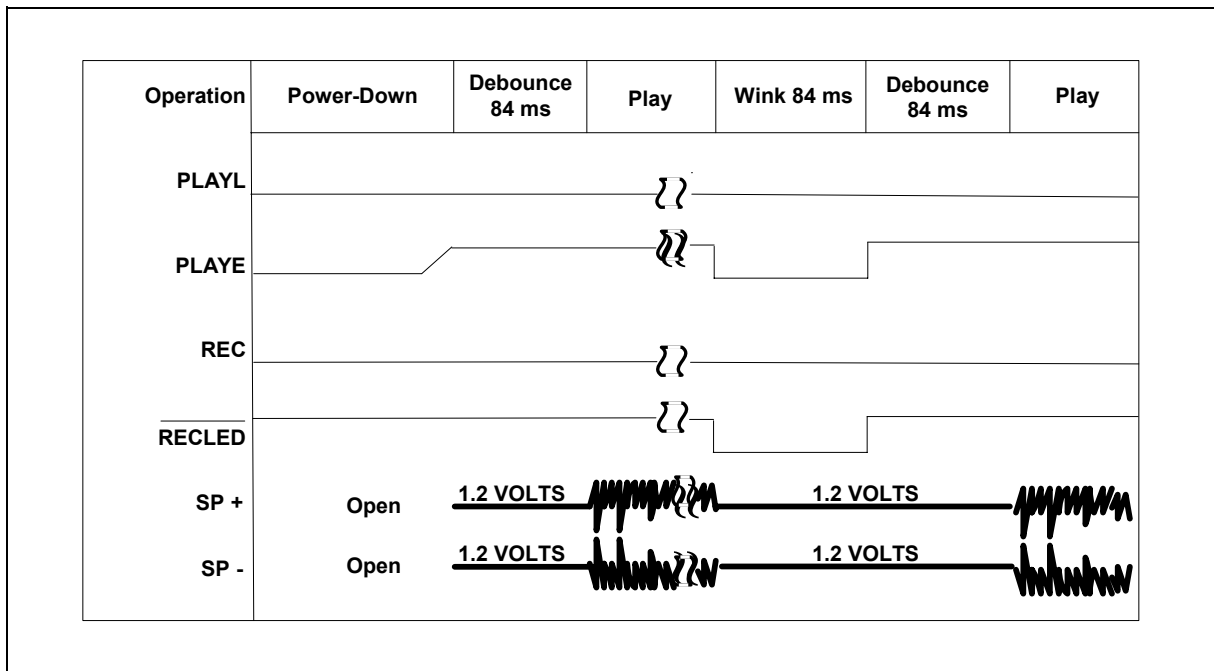 Operation Power-Down Debounce 84 ms Play Wink 84 ms Debounce 84 ms Play
PLAYL
PLAYE
REC
RECLED
SP + Open 1.2 VOLTS 1.2 VOLTS
SP - Open 1.2 VOLTS 1.2 VOLTS